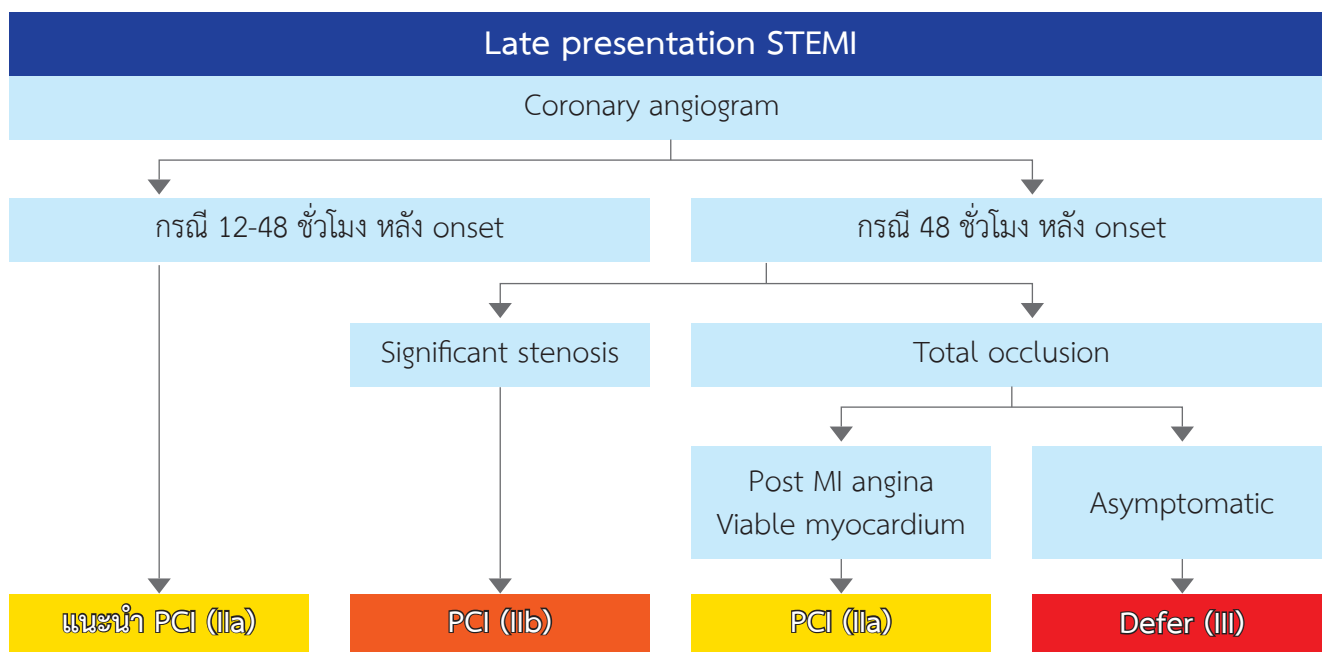 Late presentation STEMI
Coronary angiogram
กรณี 12-48 ชั่วโมง หลัง onset
กรณี 48 ชั่วโมง หลัง onset
Significant stenosis
Total occlusion
Post MI angina
Viable myocardium
Asymptomatic
แนะนำ PCI (IIa)
PCI (IIb)
PCI (IIa)
Defer (III)